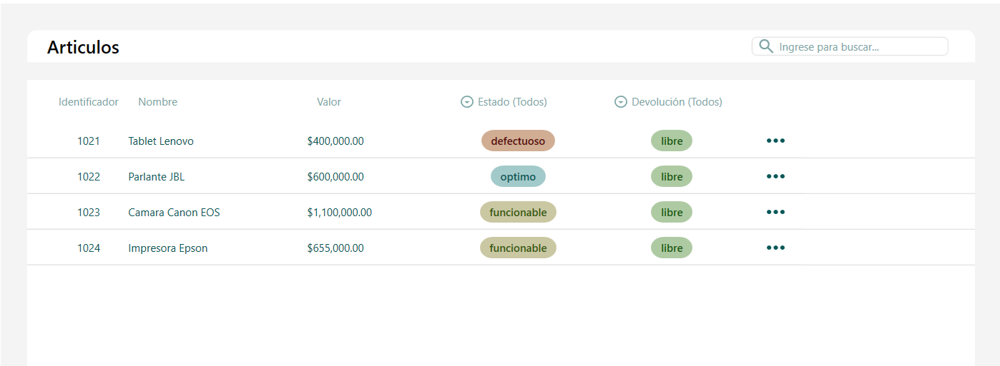 Articulos
Ingrese para buscar...
Identificador Nombre Valor Estado (Todos) Devolución (Todos)
1021 Tablet Lenovo $400,000.00 defectuoso libre
1022 Parlante JBL $600,000.00 optimo libre
1023 Camara Canon EOS $1,100,000.00 funcionable libre
1024 Impresora Epson $655,000.00 funcionable libre